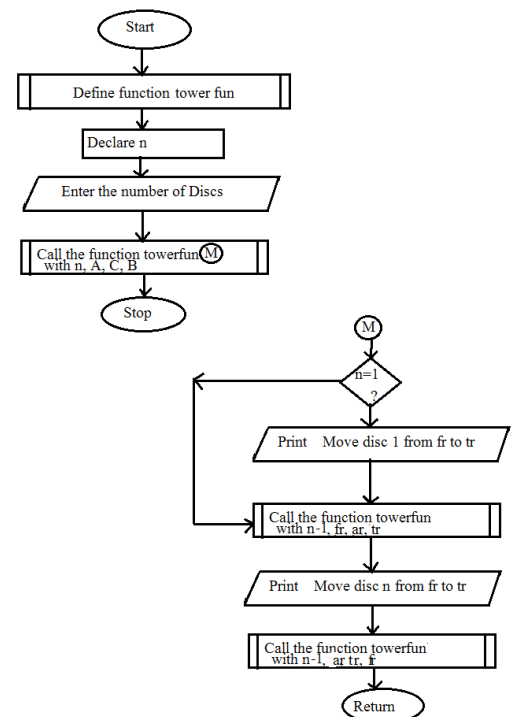 Start
Define function tower fun
Declare n
Enter the number of Discs
Call the function towerfun M
with n, A, C, B
Stop
M
n=1
?
Print Move disc 1 from fr to tr
Call the function towerfun
with n-1, fr, ar, tr
Print Move disc n from fr to tr
Call the function towerfun
with n-1, ar tr, fr
Return